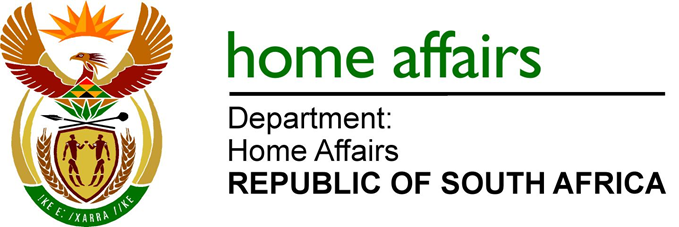 home affairs
Department:
Home Affairs
REPUBLIC OF SOUTH AFRICA
!KE E: /XARRA //KE